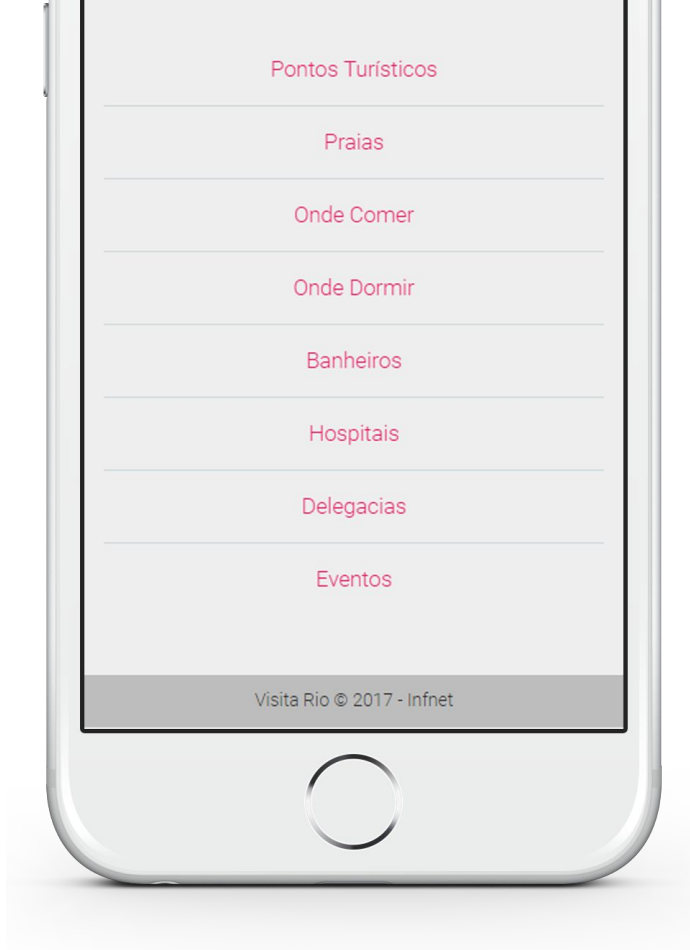 Pontos Turísticos
Praias
Onde Comer
Onde Dormir
Banheiros
Hospitais
Delegacias
Eventos
Visita Rio © 2017 - Infnet